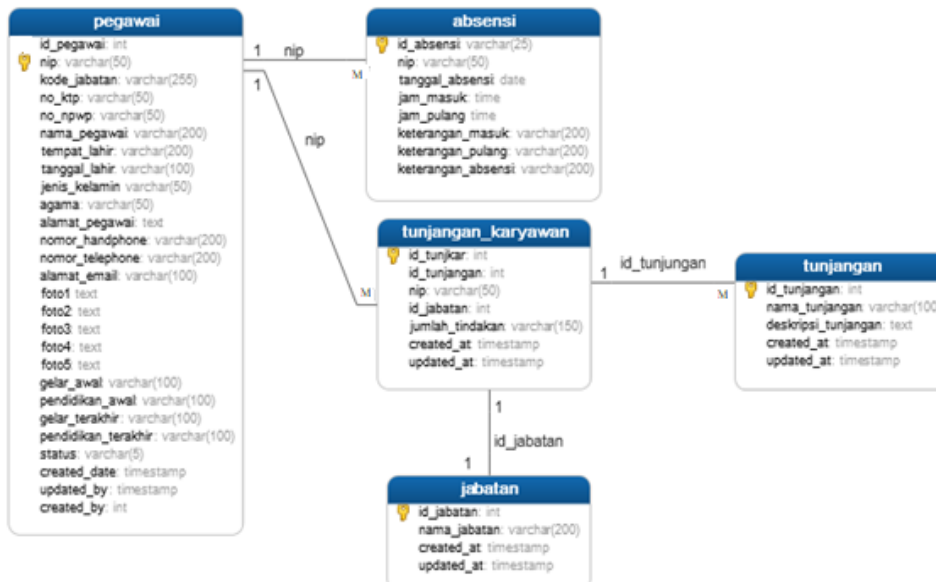 pegawai
id_pegawai: int
nip: varchar(50)
kode_jabatan: varchar(255)
no_ktp: varchar(50)
no_npwp: varchar(50)
nama_pegawai: varchar(200)
tempat_lahir: varchar(200)
tanggal_lahir: varchar(100)
jenis_kelamin varchar(50)
agama: varchar(50)
alamat_pegawai: text
nomor_handphone: varchar(200)
nomor_telephone: varchar(200)
alamat_email: varchar(100)
foto1 text
foto2: text
foto3: text
foto4: text
foto5: text
gelar_awal: varchar(100)
pendidikan_awal: varchar(100)
gelar_terakhir: varchar(100)
pendidikan_terakhir: varchar(100)
status: varchar(5)
created_date: timestamp
updated_by: timestamp
created_by: int
1 nip M
1 nip M
absensi
id_absensi: varchar(25)
nip: varchar(50)
tanggal_absensi: date
jam_masuk: time
jam_pulang: time
keterangan_masuk: varchar(200)
keterangan_pulang: varchar(200)
keterangan_absensi: varchar(200)
tunjangan_karyawan
id_tunjkar: int
id_tunjangan: int
nip: varchar(50)
id_jabatan: int
jumlah_tindakan: varchar(150)
created_at: timestamp
updated_at: timestamp
1 id_tunjungan M
tunjangan
id_tunjangan: int
nama_tunjangan: varchar(100
deskripsi_tunjangan: text
created_at: timestamp
updated_at: timestamp
1
id_jabatan
1
jabatan
id_jabatan: int
nama_jabatan: varchar(200)
created_at: timestamp
updated_at: timestamp